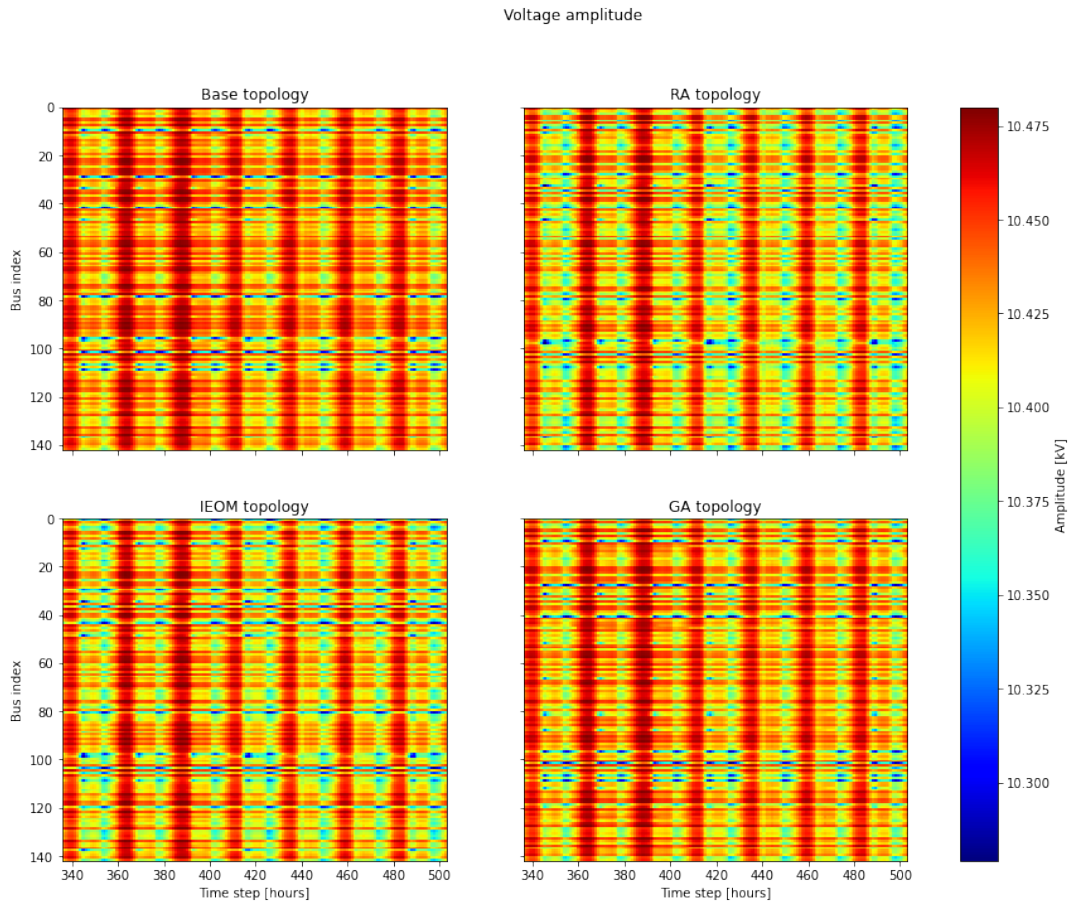 Voltage amplitude
Base topology
RA topology
0
20
40
60
80
100
120
140
Bus index
IEOM topology
GA topology
0
20
40
60
80
100
120
140
Bus index
340 360 380 400 420 440 460 480 500
Time step [hours]
340 360 380 400 420 440 460 480 500
Time step [hours]
10.475
10.450
10.425
10.400
10.375
10.350
10.325
10.300
Amplitude [kV]